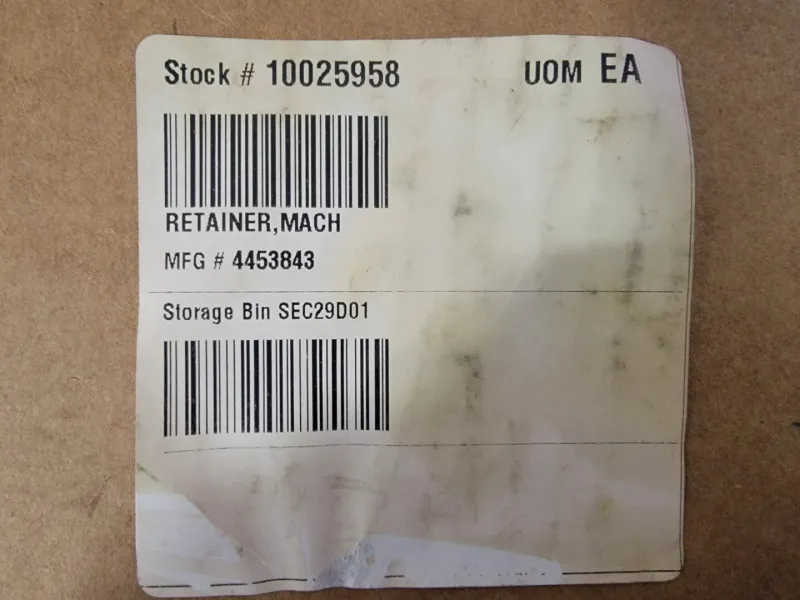 Stock # 10025958 UOM EA
RETAINER,MACH
MFG # 4453843
Storage Bin SEC29D01